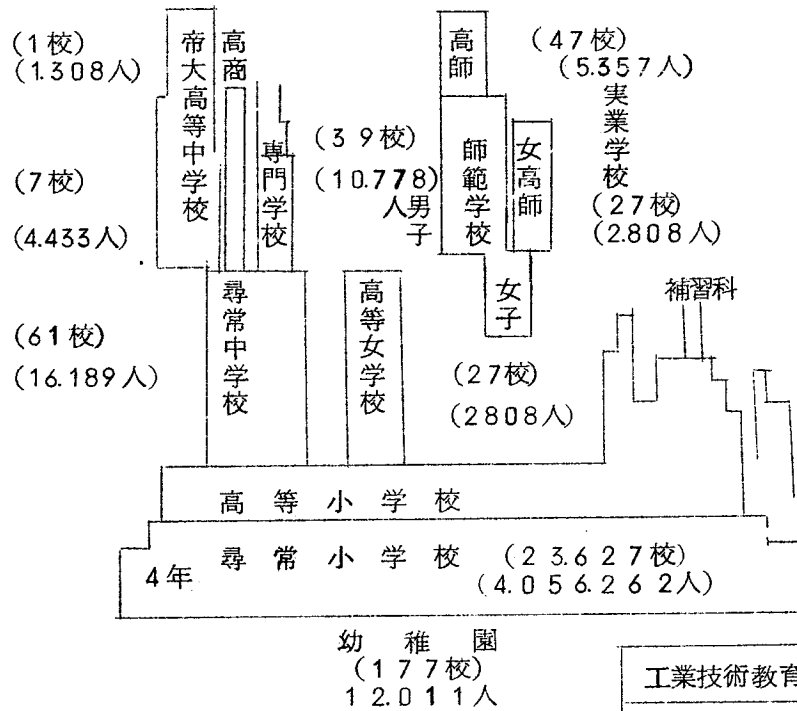 (1校)
(1.308人)
帝大高等中学校
高商
専門学校
(7校)
(4.433人)
(39校)
(10.778)
人男子
高師
師範学校
女高師
女子
(47校)
(5.357人)
実業学校
(27校)
(2.808人)
補習科
(61校)
(16.189人)
尋常中学校
高等女学校
(27校)
(2808人)
高等小学校
4年 尋常小学校 (23.627校)
(4.056.262人)
幼稚園
(177校)
12.011人
工業技術教育